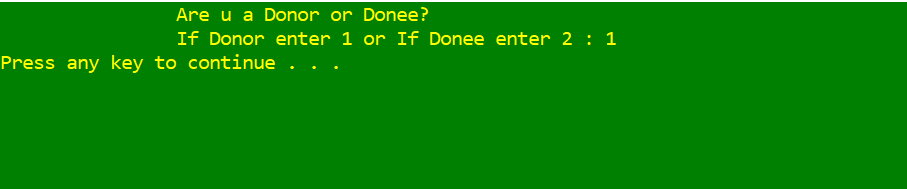 Are u a Donor or Donee?
If Donor enter 1 or If Donee enter 2 : 1
Press any key to continue . . .